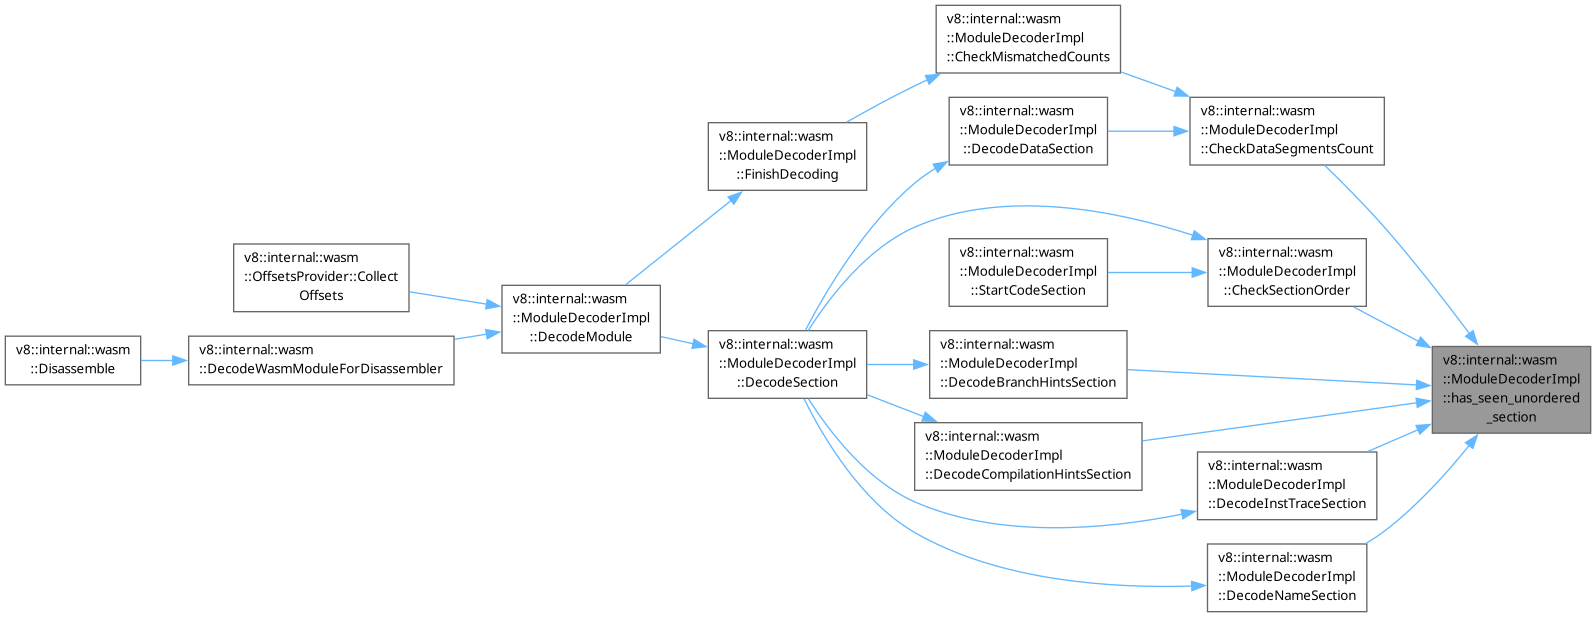 v8::internal::wasm
::ModuleDecoderImpl
::CheckMismatchedCounts
v8::internal::wasm
::ModuleDecoderImpl
::DecodeDataSection
v8::internal::wasm
::ModuleDecoderImpl
::CheckDataSegmentsCount
v8::internal::wasm
::ModuleDecoderImpl
::FinishDecoding
v8::internal::wasm
::OffsetsProvider::Collect
Offsets
v8::internal::wasm
::ModuleDecoderImpl
::StartCodeSection
v8::internal::wasm
::ModuleDecoderImpl
::CheckSectionOrder
v8::internal::wasm
::ModuleDecoderImpl
::DecodeModule
v8::internal::wasm
::Disassemble
v8::internal::wasm
::DecodeWasmModuleForDisassembler
v8::internal::wasm
::ModuleDecoderImpl
::DecodeSection
v8::internal::wasm
::ModuleDecoderImpl
::DecodeBranchHintsSection
v8::internal::wasm
::ModuleDecoderImpl
::has_seen_unordered
_section
v8::internal::wasm
::ModuleDecoderImpl
::DecodeCompilationHintsSection
v8::internal::wasm
::ModuleDecoderImpl
::DecodeInstTraceSection
v8::internal::wasm
::ModuleDecoderImpl
::DecodeNameSection